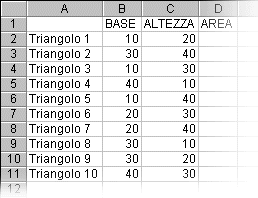 A B C D
1 BASE ALTEZZA AREA
2 Triangolo 1 10 20
3 Triangolo 2 30 40
4 Triangolo 3 10 30
5 Triangolo 4 40 10
6 Triangolo 5 10 40
7 Triangolo 6 20 30
8 Triangolo 7 20 40
9 Triangolo 8 30 10
10 Triangolo 9 30 20
11 Triangolo 10 40 30
12